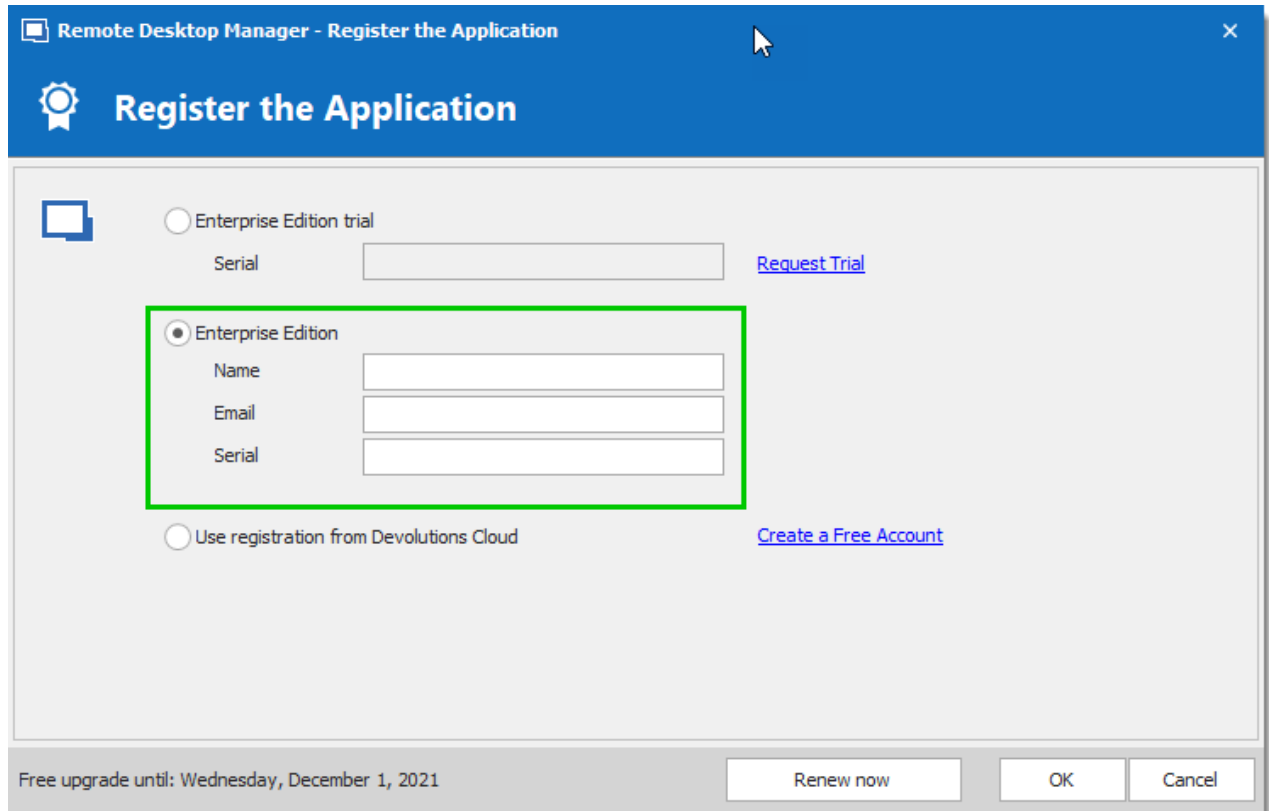 Remote Desktop Manager - Register the Application
Register the Application
Enterprise Edition trial
Serial
Request Trial
Enterprise Edition
Name
Email
Serial
Use registration from Devolutions Cloud
Create a Free Account
Free upgrade until: Wednesday, December 1, 2021
Renew now
OK
Cancel